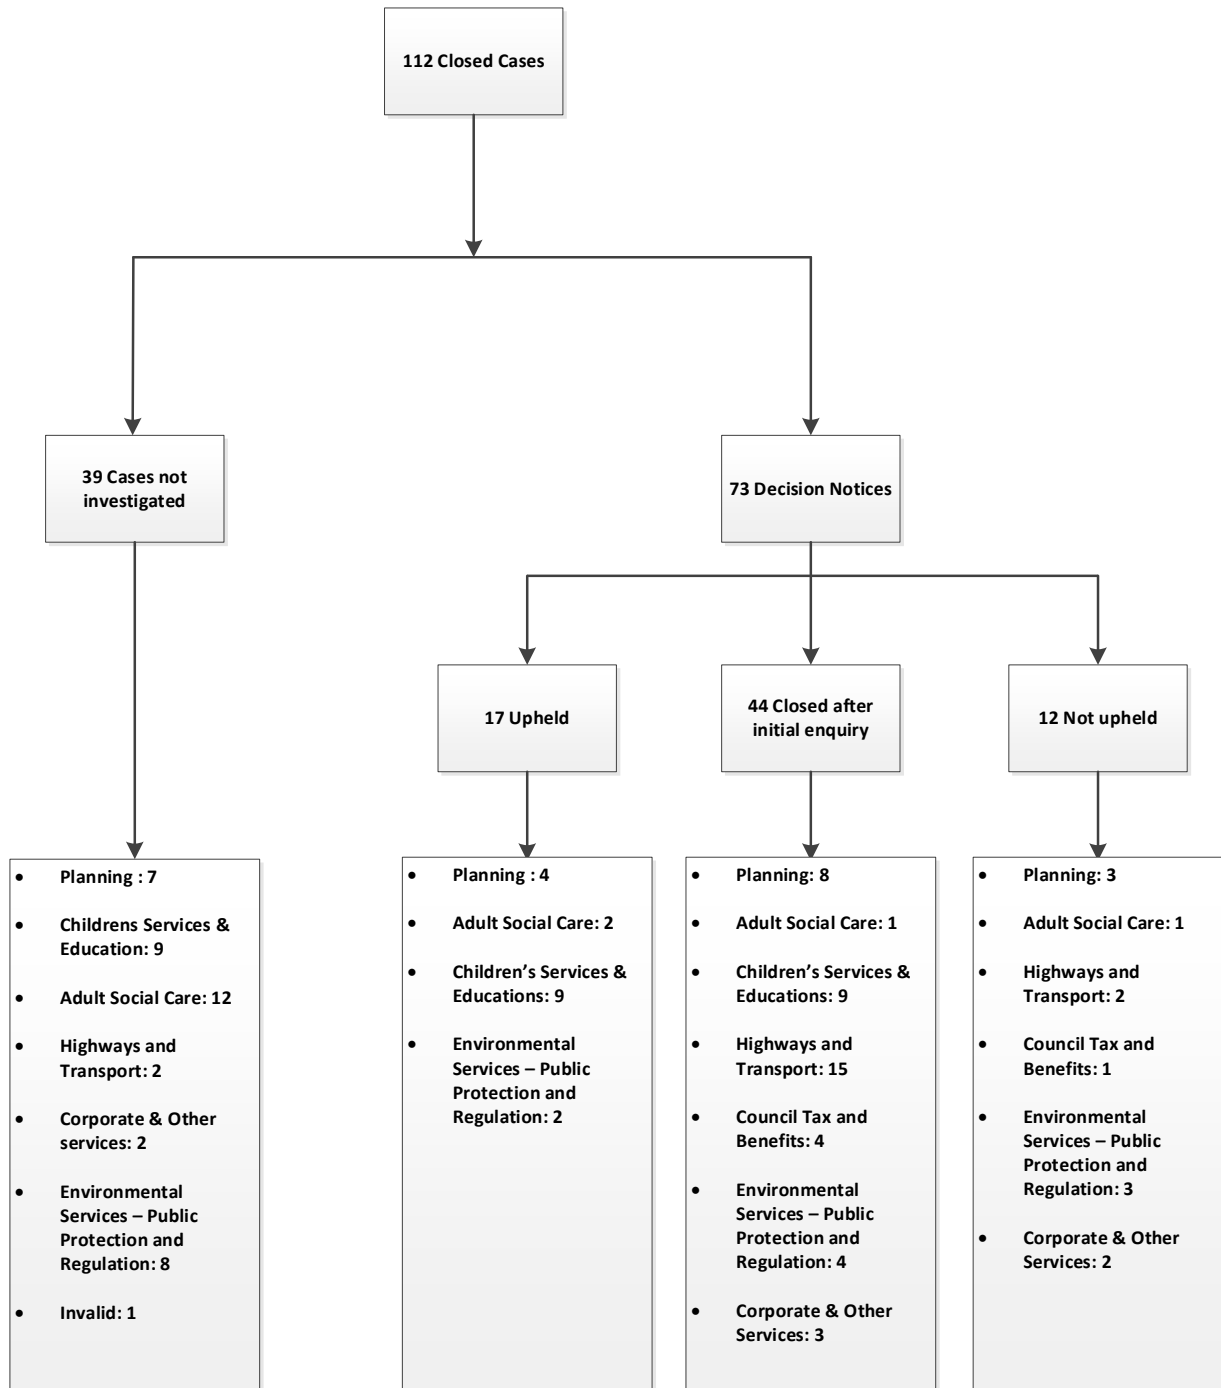 112 Closed Cases
39 Cases not
investigated
73 Decision Notices
17 Upheld
44 Closed after
initial enquiry
12 Not upheld
• Planning : 7
• Childrens Services &
Education: 9
• Adult Social Care: 12
• Highways and
Transport: 2
• Corporate & Other
services: 2
• Environmental
Services – Public
Protection and
Regulation: 8
• Invalid: 1
• Planning : 4
• Adult Social Care: 2
• Children’s Services &
Educations: 9
• Environmental
Services – Public
Protection and
Regulation: 2
• Planning: 8
• Adult Social Care: 1
• Children’s Services &
Educations: 9
• Highways and
Transport: 15
• Council Tax and
Benefits: 4
• Environmental
Services – Public
Protection and
Regulation: 4
• Corporate & Other
Services: 3
• Planning: 3
• Adult Social Care: 1
• Highways and
Transport: 2
• Council Tax and
Benefits: 1
• Environmental
Services – Public
Protection and
Regulation: 3
• Corporate & Other
Services: 2